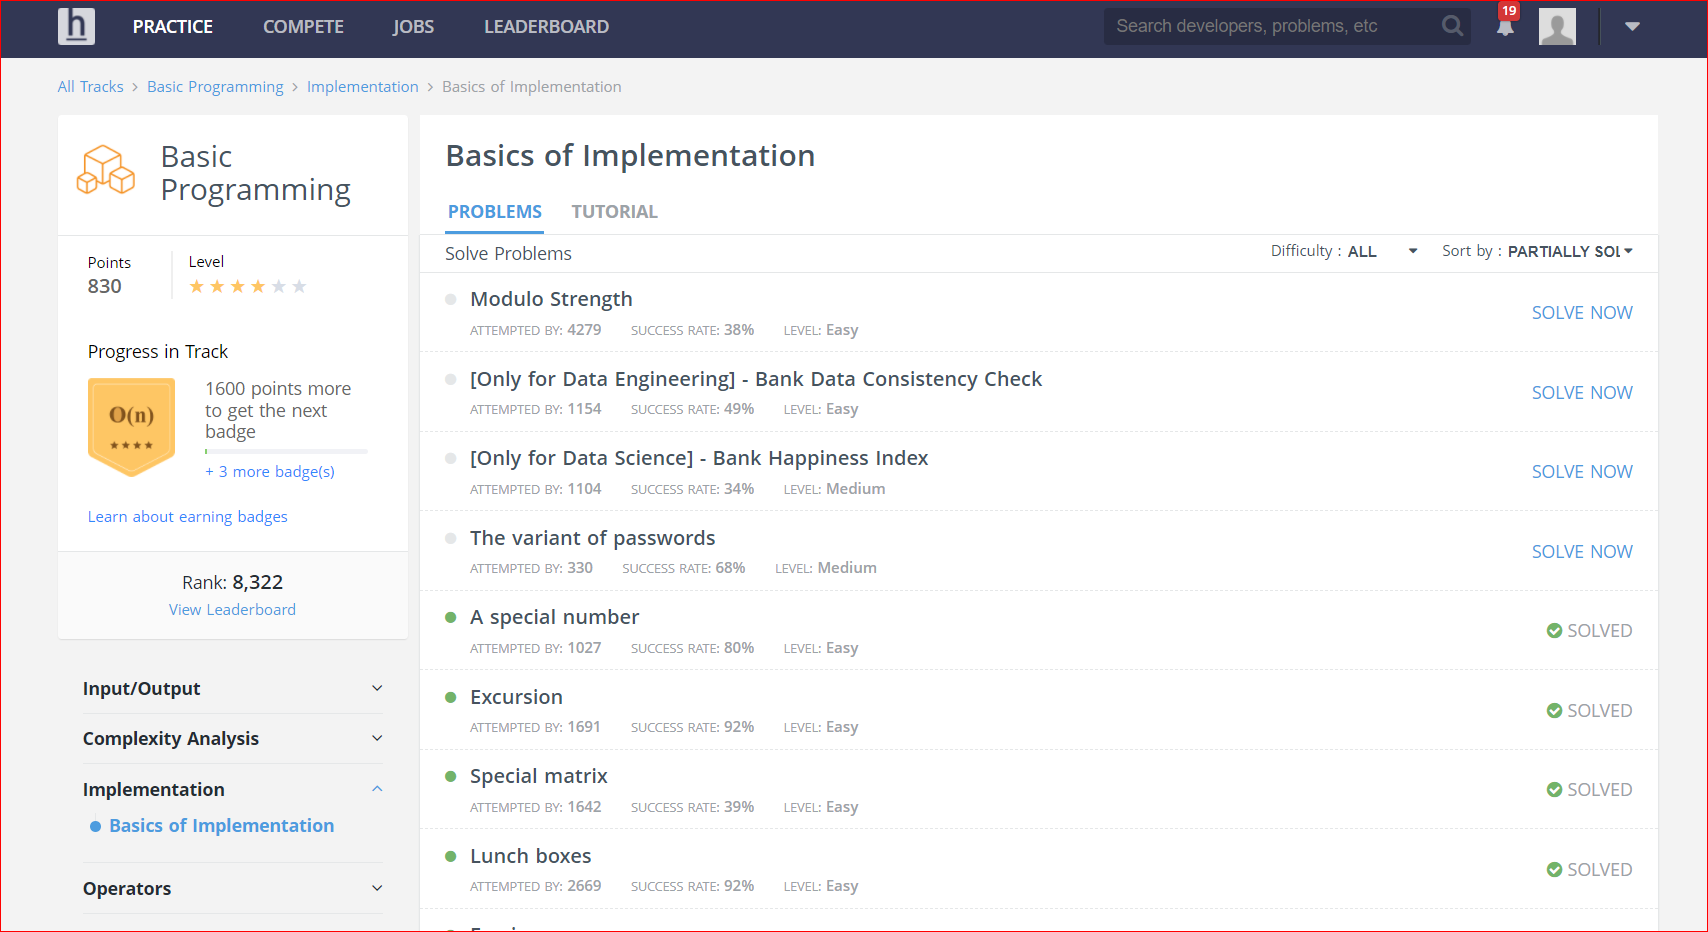 h PRACTICE COMPETE JOBS LEADERBOARD Search developers, problems, etc 19
All Tracks > Basic Programming > Implementation > Basics of Implementation
Basic
Programming
Points
830
Level
Progress in Track
O(n)
1600 points more
to get the next
badge
+ 3 more badge(s)
Learn about earning badges
Rank: 8,322
View Leaderboard
Input/Output
Complexity Analysis
Implementation
Basics of Implementation
Operators
Basics of Implementation
PROBLEMS TUTORIAL
Solve Problems Difficulty : ALL Sort by : PARTIALLY SOL
Modulo Strength
ATTEMPTED BY: 4279 SUCCESS RATE: 38% LEVEL: Easy
SOLVE NOW
[Only for Data Engineering] - Bank Data Consistency Check
ATTEMPTED BY: 1154 SUCCESS RATE: 49% LEVEL: Easy
SOLVE NOW
[Only for Data Science] - Bank Happiness Index
ATTEMPTED BY: 1104 SUCCESS RATE: 34% LEVEL: Medium
SOLVE NOW
The variant of passwords
ATTEMPTED BY: 330 SUCCESS RATE: 68% LEVEL: Medium
SOLVE NOW
A special number
ATTEMPTED BY: 1027 SUCCESS RATE: 80% LEVEL: Easy
SOLVED
Excursion
ATTEMPTED BY: 1691 SUCCESS RATE: 92% LEVEL: Easy
SOLVED
Special matrix
ATTEMPTED BY: 1642 SUCCESS RATE: 39% LEVEL: Easy
SOLVED
Lunch boxes
ATTEMPTED BY: 2669 SUCCESS RATE: 92% LEVEL: Easy
SOLVED